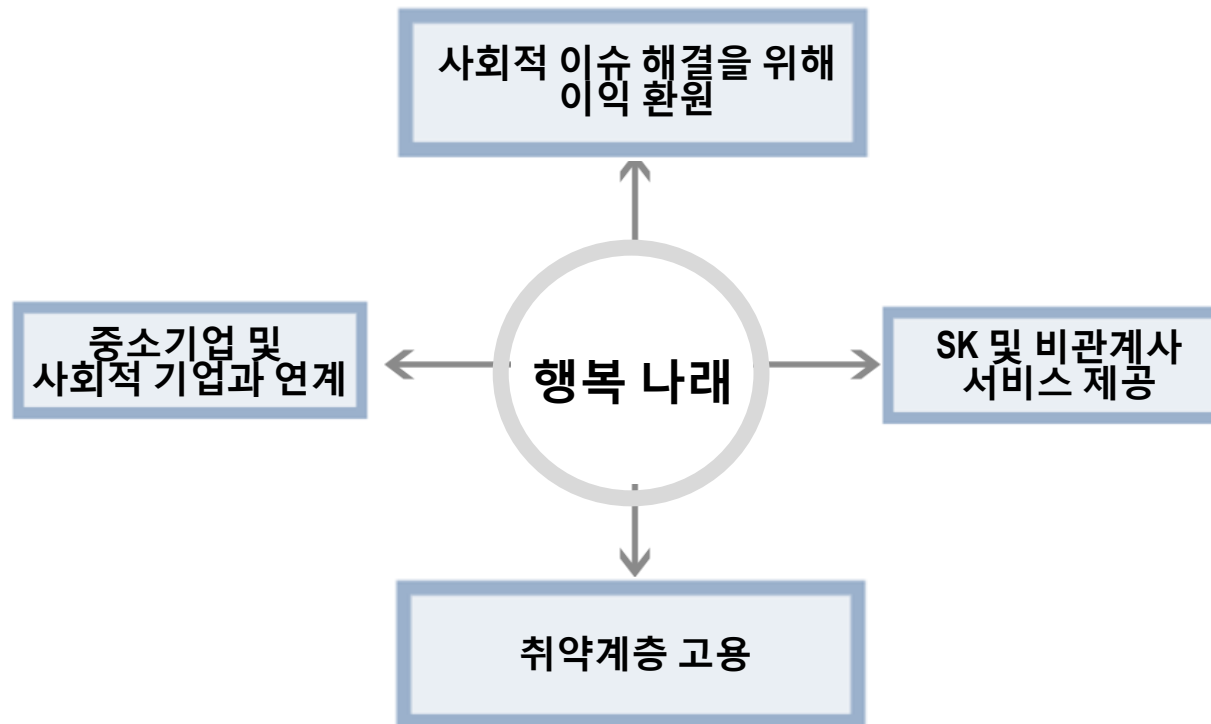 사회적 이슈 해결을 위해
이익 환원
중소기업 및
사회적 기업과 연계
행복 나래
SK 및 비관계사
서비스 제공
취약계층 고용